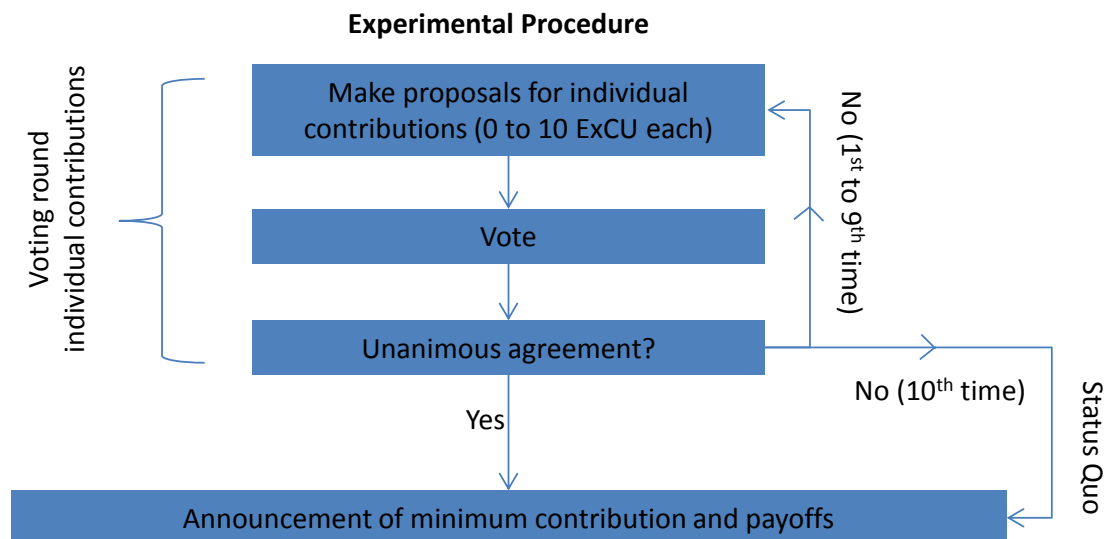 Experimental Procedure
Voting round
individual contributions
Make proposals for individual
contributions (0 to 10 ExCU each)
Vote
Unanimous agreement?
No (1st to 9th time)
No (10th time)
Yes
Status Quo
Announcement of minimum contribution and payoffs